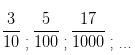 3/10 ; 5/100 ; 17/1000 ; ...